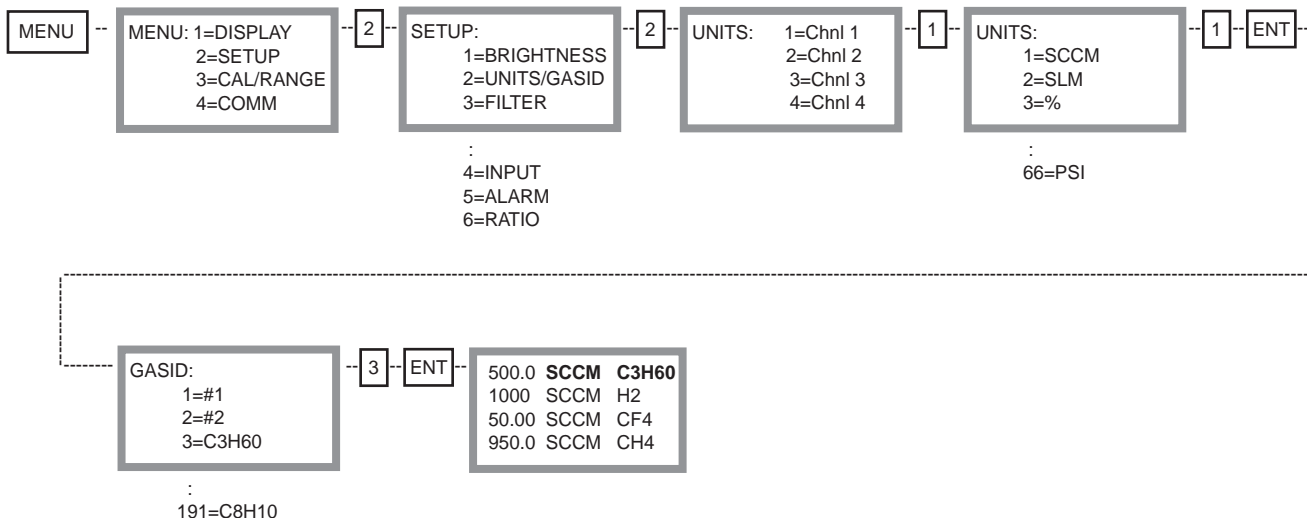 MENU
MENU: 1=DISPLAY
2=SETUP
3=CAL/RANGE
4=COMM
2
SETUP:
1=BRIGHTNESS
2=UNITS/GASID
3=FILTER
:
4=INPUT
5=ALARM
6=RATIO
2
UNITS: 1=Chnl 1
2=Chnl 2
3=Chnl 3
4=Chnl 4
1
UNITS:
1=SCCM
2=SLM
3=%
:
66=PSI
1
ENT
GASID:
1=#1
2=#2
3=C3H60
:
191=C8H10
3
ENT
500.0 SCCM C3H60
1000 SCCM H2
50.00 SCCM CF4
950.0 SCCM CH4